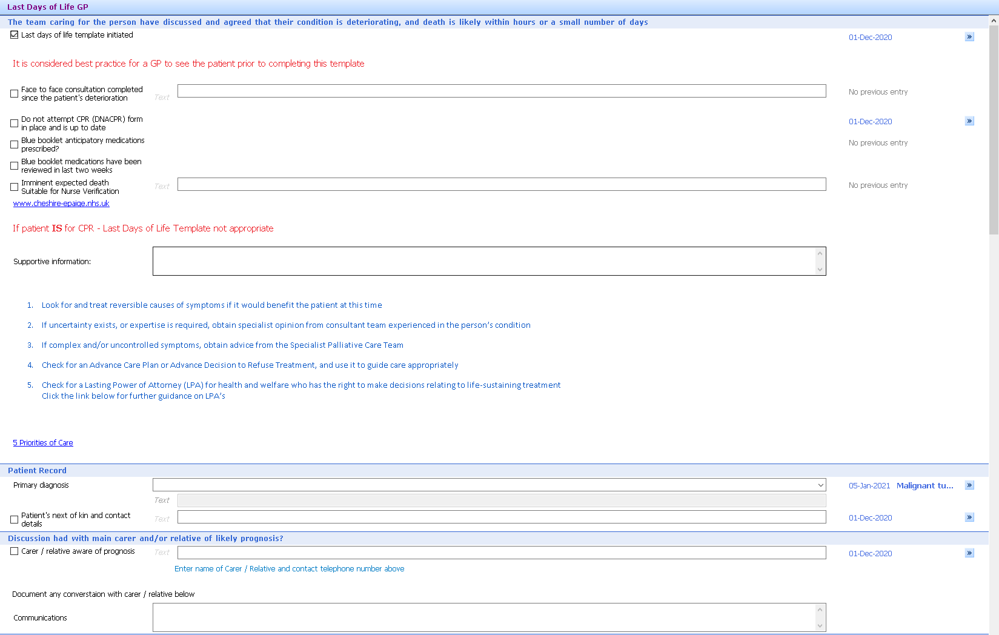 Last Days of Life GP
The team caring for the person have discussed and agreed that their condition is deteriorating, and death is likely within hours or a small number of days
Last days of life template initiated
01-Dec-2020
It is considered best practice for a GP to see the patient prior to completing this template
Face to face consultation completed
since the patient's deterioration
Text
No previous entry
Do not attempt CPR (DNACPR) form
in place and is up to date
01-Dec-2020
Blue booklet anticipatory medications
prescribed?
No previous entry
Blue booklet medications have been
reviewed in last two weeks
Imminent expected death
Suitable for Nurse Verification
Text
No previous entry
www.cheshire-epaige.nhs.uk
If patient IS for CPR - Last Days of Life Template not appropriate
Supportive information:
1. Look for and treat reversible causes of symptoms if it would benefit the patient at this time
2. If uncertainty exists, or expertise is required, obtain specialist opinion from consultant team experienced in the person's condition
3. If complex and/or uncontrolled symptoms, obtain advice from the Specialist Palliative Care Team
4. Check for an Advance Care Plan or Advance Decision to Refuse Treatment, and use it to guide care appropriately
5. Check for a Lasting Power of Attorney (LPA) for health and welfare who has the right to make decisions relating to life-sustaining treatment
Click the link below for further guidance on LPA's
5 Priorities of Care
Patient Record
Primary diagnosis
05-Jan-2021 Malignant tu...
Text
Patient's next of kin and contact
details
Text
01-Dec-2020
Discussion had with main carer and/or relative of likely prognosis?
Carer / relative aware of prognosis
Text
01-Dec-2020
Enter name of Carer / Relative and contact telephone number above
Document any converstaion with carer / relative below
Communications